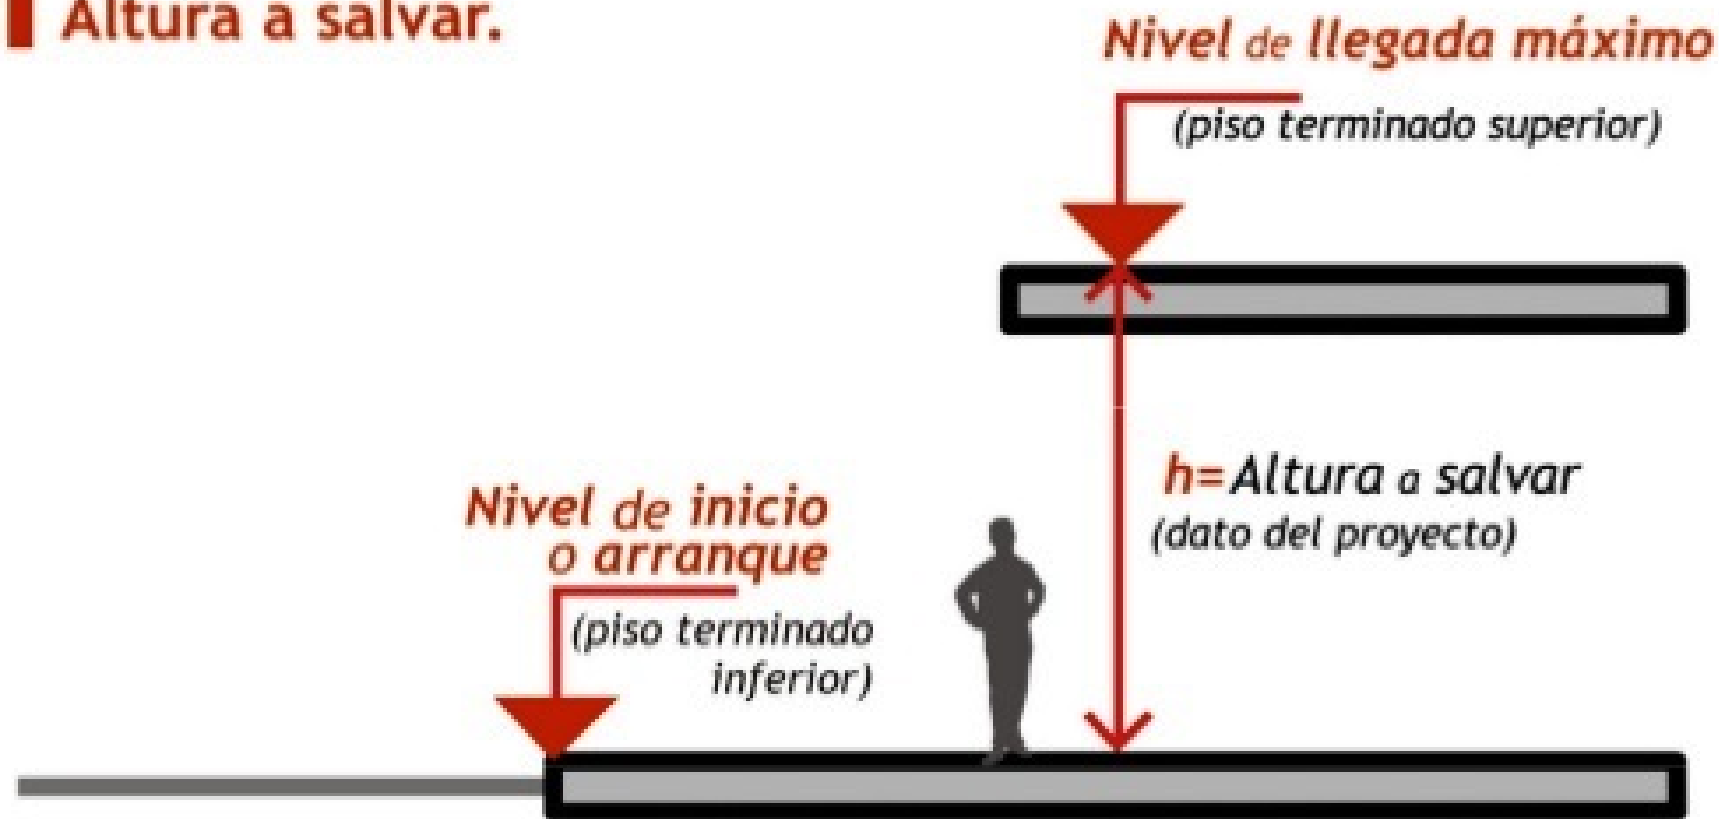 Altura a salvar.
Nivel de llegada máximo
(piso terminado superior)
h=Altura a salvar
(dato del proyecto)
Nivel de inicio
o arranque
(piso terminado
inferior)